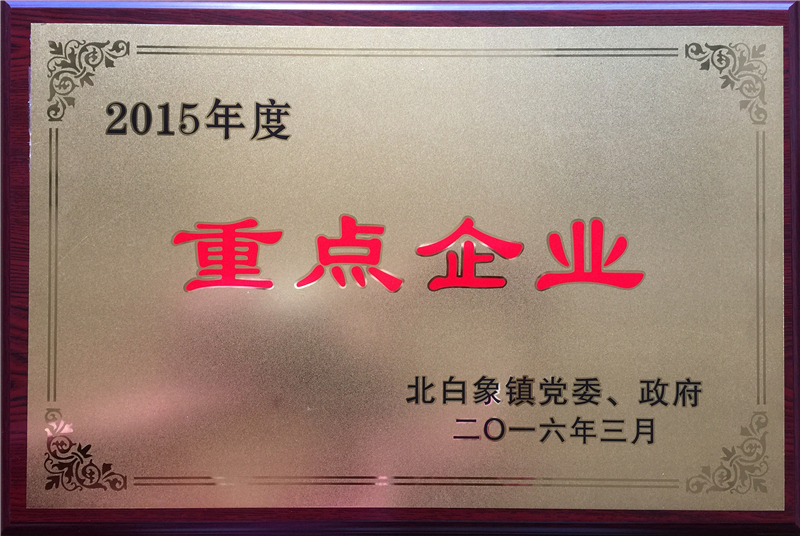 2015年度
重点企业
北白象镇党委、政府
二〇一六年三月